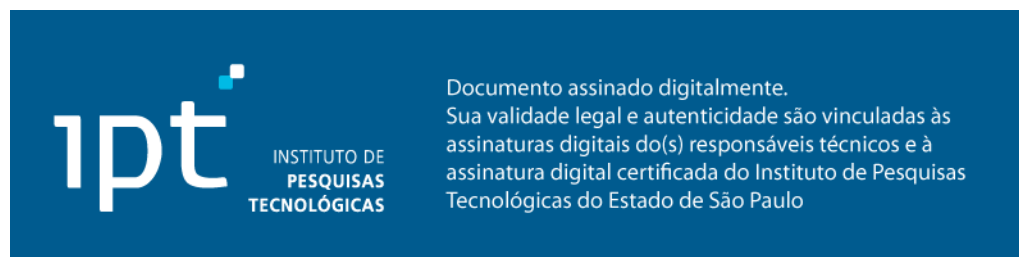 ipt
INSTITUTO DE
PESQUISAS
TECNOLÓGICAS
Documento assinado digitalmente.
Sua validade legal e autenticidade são vinculadas às
assinaturas digitais do(s) responsáveis técnicos e à
assinatura digital certificada do Instituto de Pesquisas
Tecnológicas do Estado de São Paulo